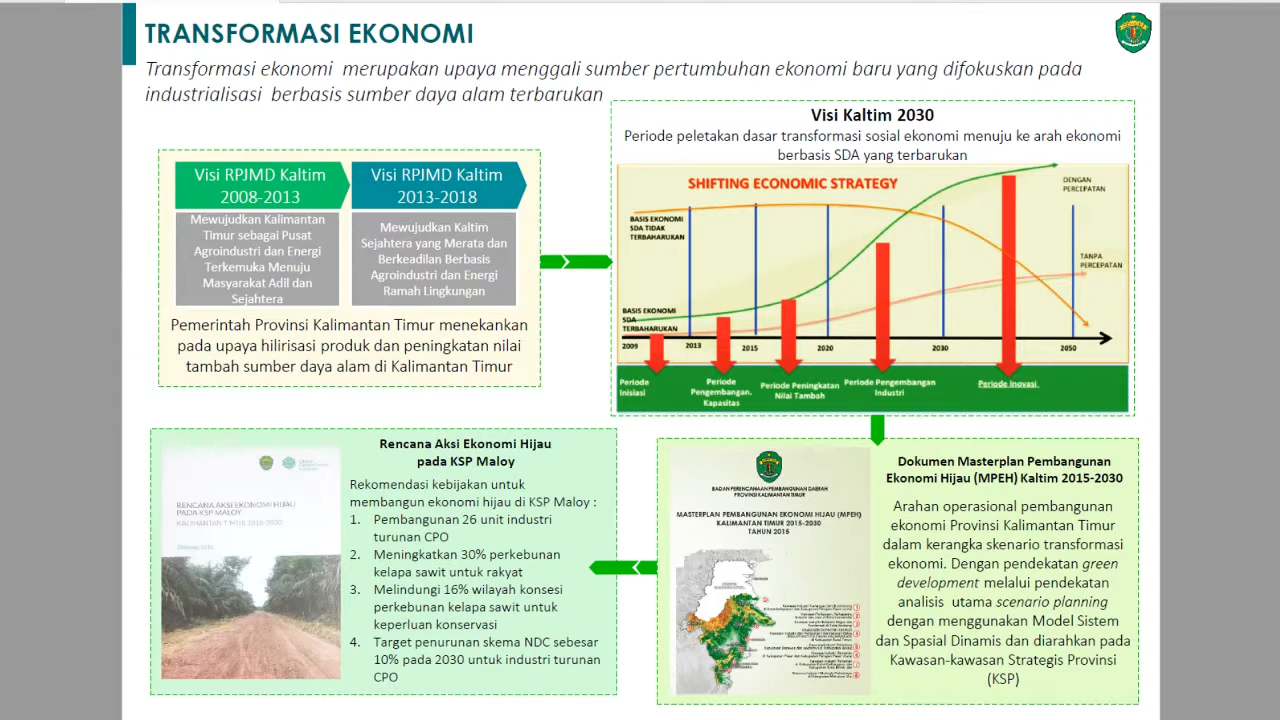 TRANSFORMASI EKONOMI
Transformasi ekonomi merupakan upaya menggali sumber pertumbuhan ekonomi baru yang difokuskan pada
industrialisasi berbasis sumber daya alam terbarukan
Visi RPJMD Kaltim
2008-2013
Mewujudkan Kalimantan
Timur sebagai Pusat
Agroindustri dan Energi
Terkemuka Menuju
Masyarakat Adil dan
Sejahtera
Visi RPJMD Kaltim
2013-2018
Mewujudkan Kaltim
Sejahtera yang Merata dan
Berkeadilan Berbasis
Agroindustri dan Energi
Ramah Lingkungan
Pemerintah Provinsi Kalimantan Timur menekankan
pada upaya hilirisasi produk dan peningkatan nilai
tambah sumber daya alam di Kalimantan Timur
Visi Kaltim 2030
Periode peletakan dasar transformasi sosial ekonomi menuju ke arah ekonomi
berbasis SDA yang terbarukan
SHIFTING ECONOMIC STRATEGY
DENGAN
PERCEPATAN
BASIS EKONOMI
SDA TIDAK
TERBAHARUKAN
TANPA
PERCEPATAN
BASIS EKONOMI
SDA
TERBAHARUKAN
2009
2013
2015
2020
2030
2050
Periode
Inisiasi
Periode
Pengembangan.
Kapasitas
Periode Peningkatan
Nilai Tambah
Periode Pengembangan
Industri
Periode Inovasi
Rencana Aksi Ekonomi Hijau
pada KSP Maloy
Rekomendasi kebijakan untuk
membangun ekonomi hijau di KSP Maloy :
1. Pembangunan 26 unit industri
turunan CPO
2. Meningkatkan 30% perkebunan
kelapa sawit untuk rakyat
3. Melindungi 16% wilayah konsesi
perkebunan kelapa sawit untuk
keperluan konservasi
4. Target penurunan skema NDC sebesar
10% pada 2030 untuk industri turunan
CPO
RENCANA AKSI EKONOMI HIJAU
PADA KSP MALOY
KALIMANTAN TIMUR 2016-2030
BADAN PERENCANAAN PEMBANGUNAN DAERAH
PROVINSI KALIMANTAN TIMUR
MASTERPLAN PEMBANGUNAN EKONOMI HIJAU (MPEH)
KALIMANTAN TIMUR 2015-2030
TAHUN 2015
Dokumen Masterplan Pembangunan
Ekonomi Hijau (MPEH) Kaltim 2015-2030
Arahan operasional pembangunan
ekonomi Provinsi Kalimantan Timur
dalam kerangka skenario transformasi
ekonomi. Dengan pendekatan green
development melalui pendekatan
analisis utama scenario planning
dengan menggunakan Model Sistem
dan Spasial Dinamis dan diarahkan pada
Kawasan-kawasan Strategis Provinsi
(KSP)